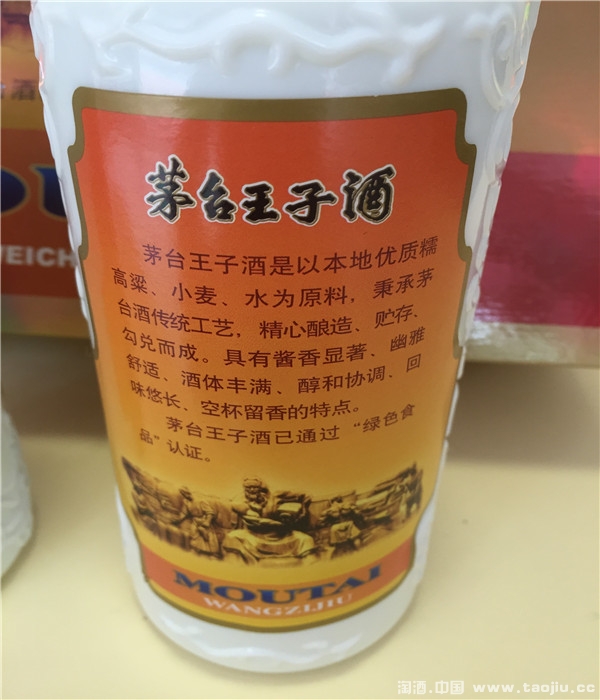 茅台王子酒
茅台王子酒是以本地优质糯
高粱、小麦、水为原料，秉承茅
台酒传统工艺，精心酿造、贮存、
勾兑而成。具有酱香显著、幽雅
舒适、酒体丰满、醇和协调、回
味悠长、空杯留香的特点。
茅台王子酒已通过“绿色食
品”认证。
MOUTAI
WANGZIJIU
酒
OU
WEICH
淘酒.中国 www.taojiu.cc